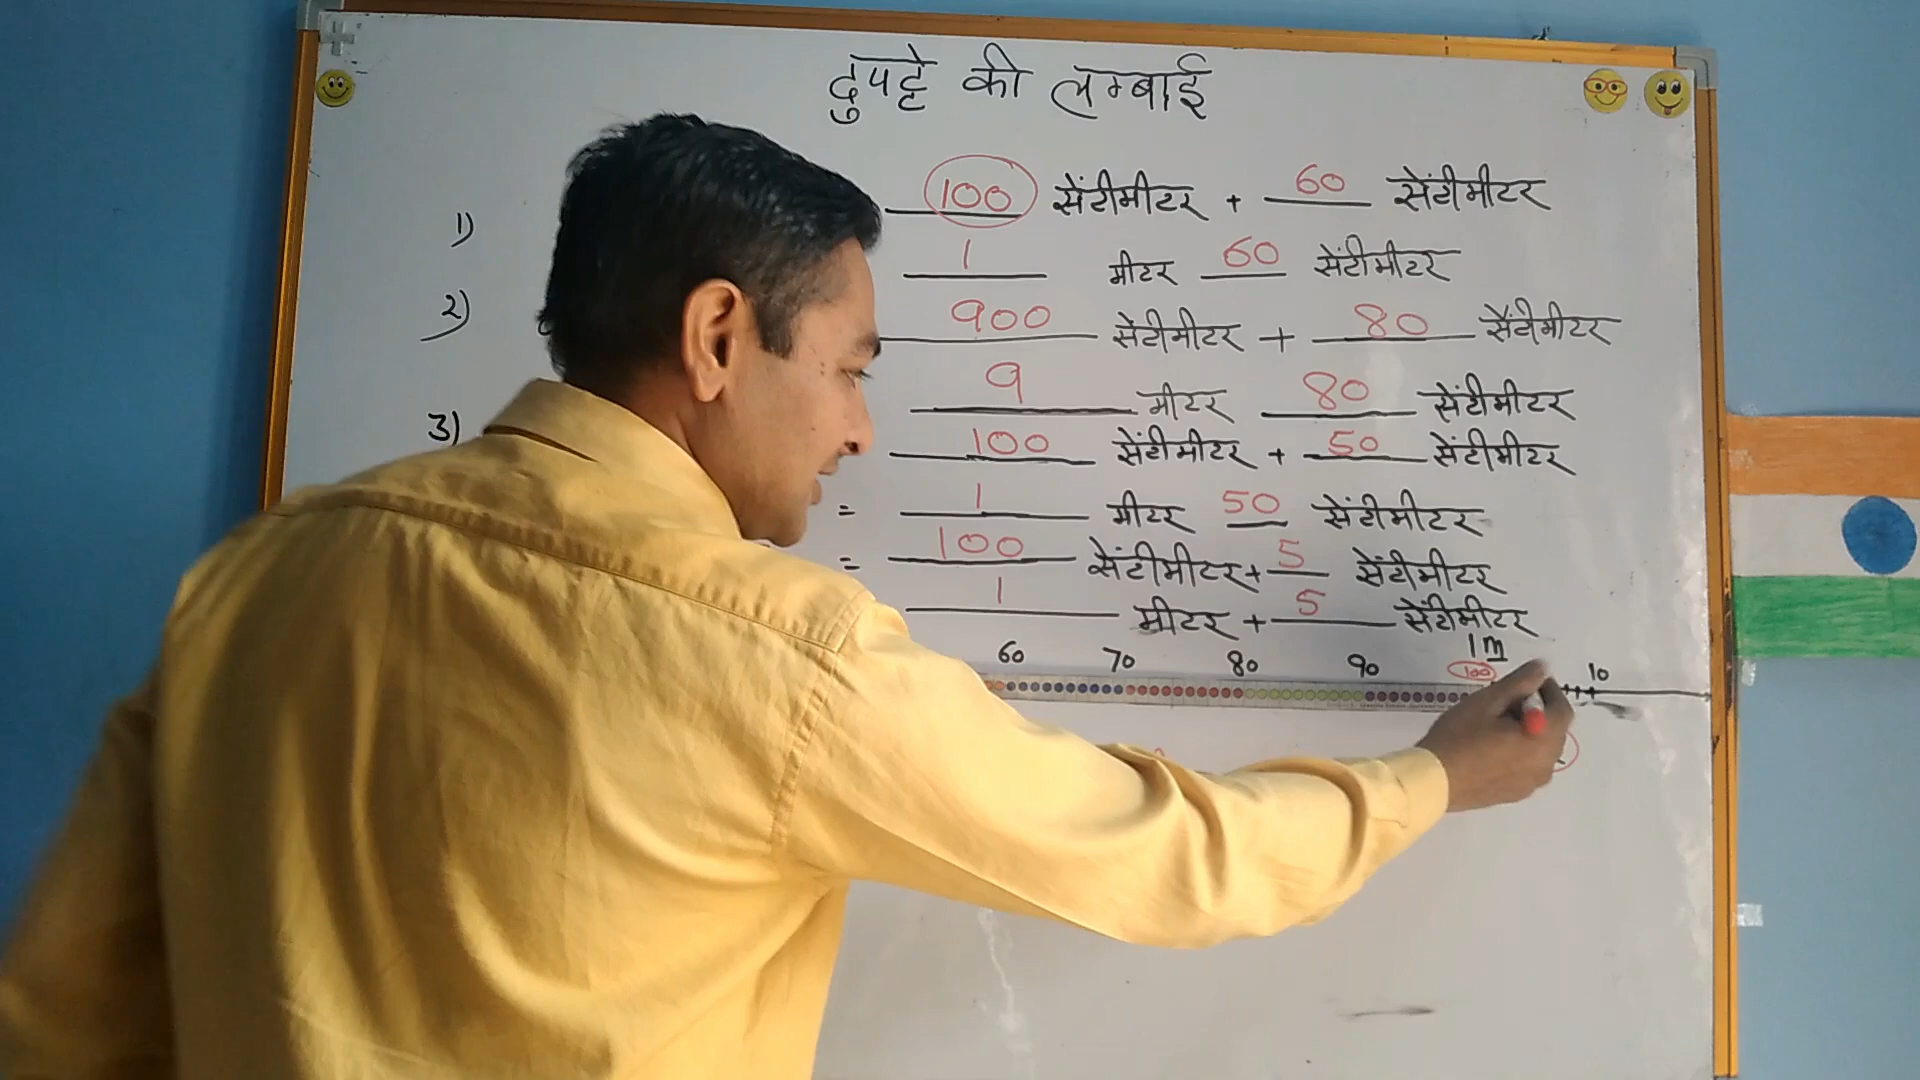 दुपट्टे की लम्बाई
1) 100 सेंटीमीटर + 60 सेंटीमीटर
1 मीटर 60 सेंटीमीटर
2) 900 सेंटीमीटर + 80 सेंटीमीटर
9 मीटर 80 सेंटीमीटर
3) 100 सेंटीमीटर + 50 सेंटीमीटर
= 1 मीटर 50 सेंटीमीटर
= 100 सेंटीमीटर + 5 सेंटीमीटर
1 मीटर + 5 सेंटीमीटर
1m
60 70 80 90 100 10